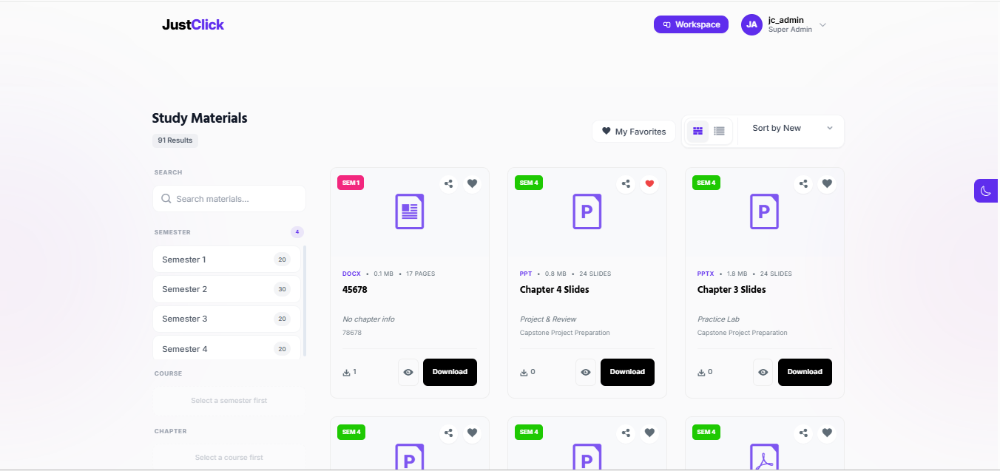 JustClick
Workspace
JA
jc_admin
Super Admin
Study Materials
91 Results
My Favorites
Sort by New
SEARCH
Search materials...
SEMESTER
4
Semester 1
20
Semester 2
30
Semester 3
20
Semester 4
20
COURSE
Select a semester first
CHAPTER
Select a course first
SEM 1
DOCX • 0.1 MB • 17 PAGES
45678
No chapter info
78678
1
Download
SEM 4
P
PPT • 0.8 MB • 24 SLIDES
Chapter 4 Slides
Project & Review
Capstone Project Preparation
0
Download
SEM 4
P
PPTX • 1.8 MB • 24 SLIDES
Chapter 3 Slides
Practice Lab
Capstone Project Preparation
0
Download
SEM 4
P
SEM 4
P
SEM 4